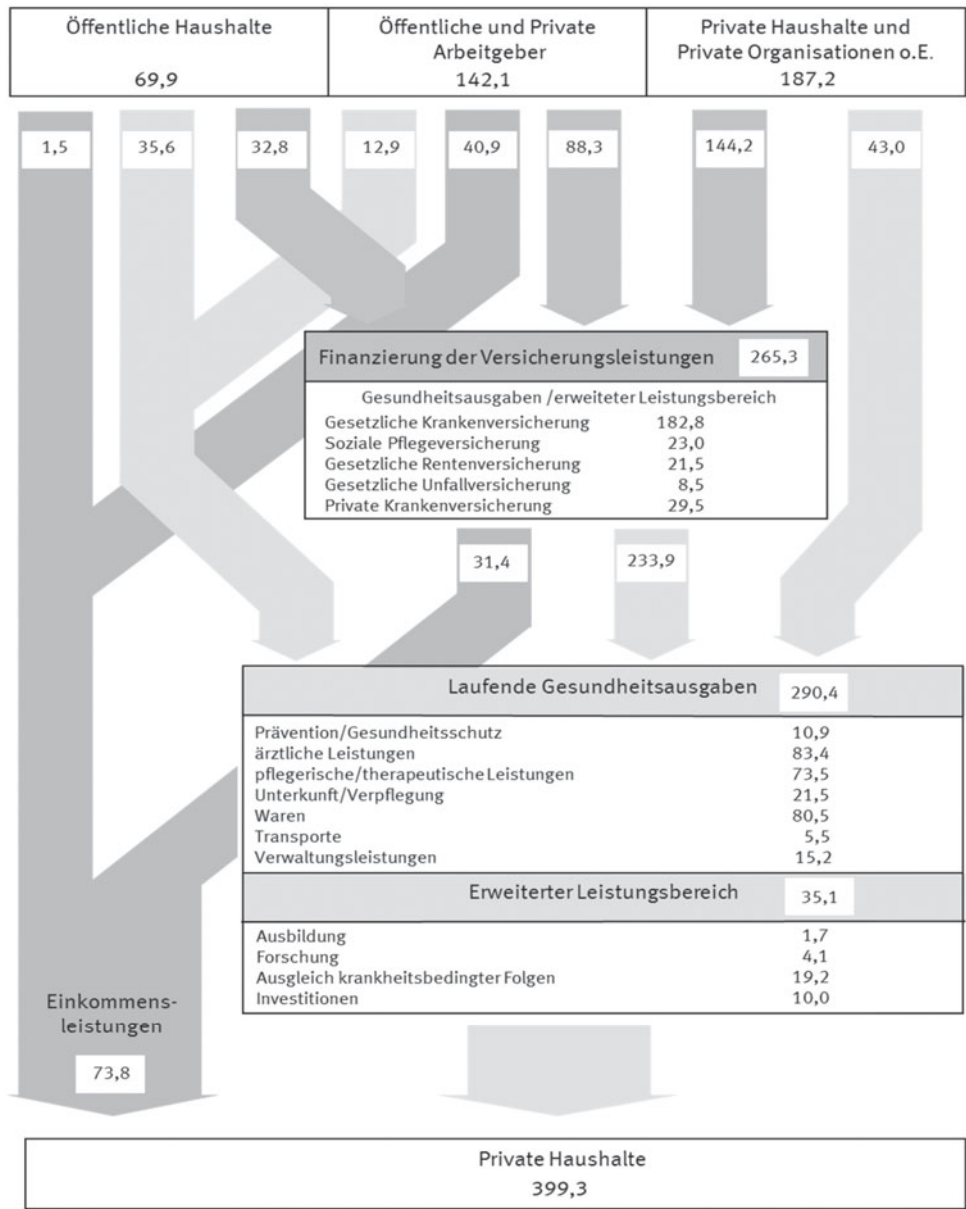 Öffentliche Haushalte
69,9
Öffentliche und Private
Arbeitgeber
142,1
Private Haushalte und
Private Organisationen o.E.
187,2
1,5 35,6 32,8 12,9 40,9 88,3 144,2 43,0
Finanzierung der Versicherungsleistungen 265,3
Gesundheitsausgaben /erweiteter Leistungsbereich
Gesetzliche Krankenversicherung 182,8
Soziale Pflegeversicherung 23,0
Gesetzliche Rentenversicherung 21,5
Gesetzliche Unfallversicherung 8,5
Private Krankenversicherung 29,5
31,4 233,9
Laufende Gesundheitsausgaben 290,4
Prävention/Gesundheitsschutz 10,9
ärztliche Leistungen 83,4
pflegerische/therapeutische Leistungen 73,5
Unterkunft/Verpflegung 21,5
Waren 80,5
Transporte 5,5
Verwaltungsleistungen 15,2
Erweiterter Leistungsbereich 35,1
Ausbildung 1,7
Forschung 4,1
Ausgleich krankheitsbedingter Folgen 19,2
Investitionen 10,0
Einkommens-
leistungen
73,8
Private Haushalte
399,3